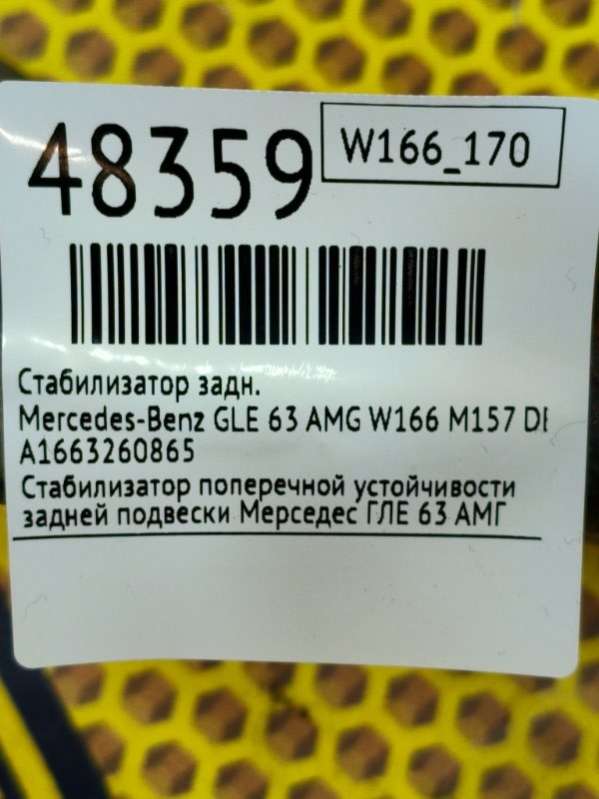 48359
W166_170
Стабилизатор задн.
Mercedes-Benz GLE 63 AMG W166 M157
A1663260865
Стабилизатор поперечной устойчивости
задней подвески Мерседес ГЛЕ 63 АМГ